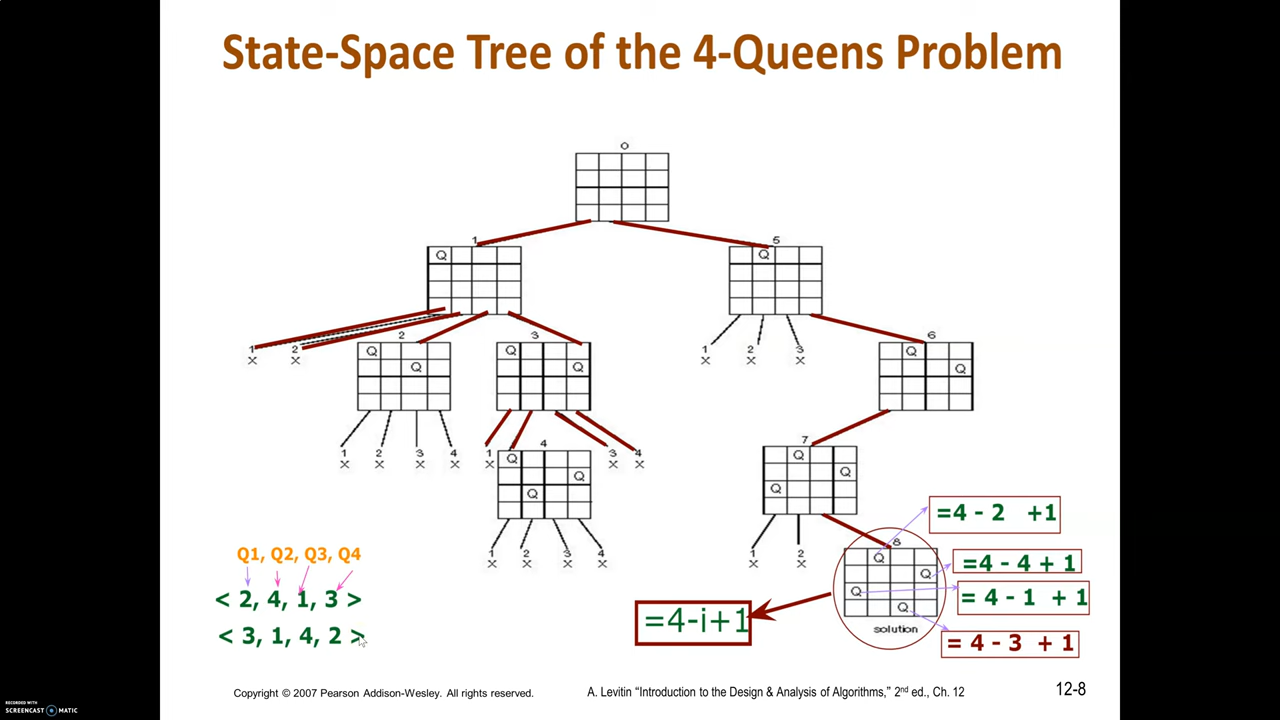 State-Space Tree of the 4-Queens Problem
0
1
5
Q
Q
1
2
2
3
1
2
3
6
X
X
X
X
X
Q
Q
Q
Q
Q
Q
1
2
3
4
1
3
4
4
7
X
X
X
X
X
X
X
Q
Q
Q
Q
Q
Q
1
2
3
4
1
2
8
X
X
X
X
X
X
Q
Q
Q
Q
solution
=4 - 2 +1
=4 - 4 + 1
= 4 - 1 + 1
= 4 - 3 + 1
=4-i+1
Q1, Q2, Q3, Q4
< 2, 4, 1, 3 >
< 3, 1, 4, 2 >
Copyright © 2007 Pearson Addison-Wesley. All rights reserved.
A. Levitin “Introduction to the Design & Analysis of Algorithms,” 2nd ed., Ch. 12
12-8
RECORDED WITH
SCREENCAST MATIC